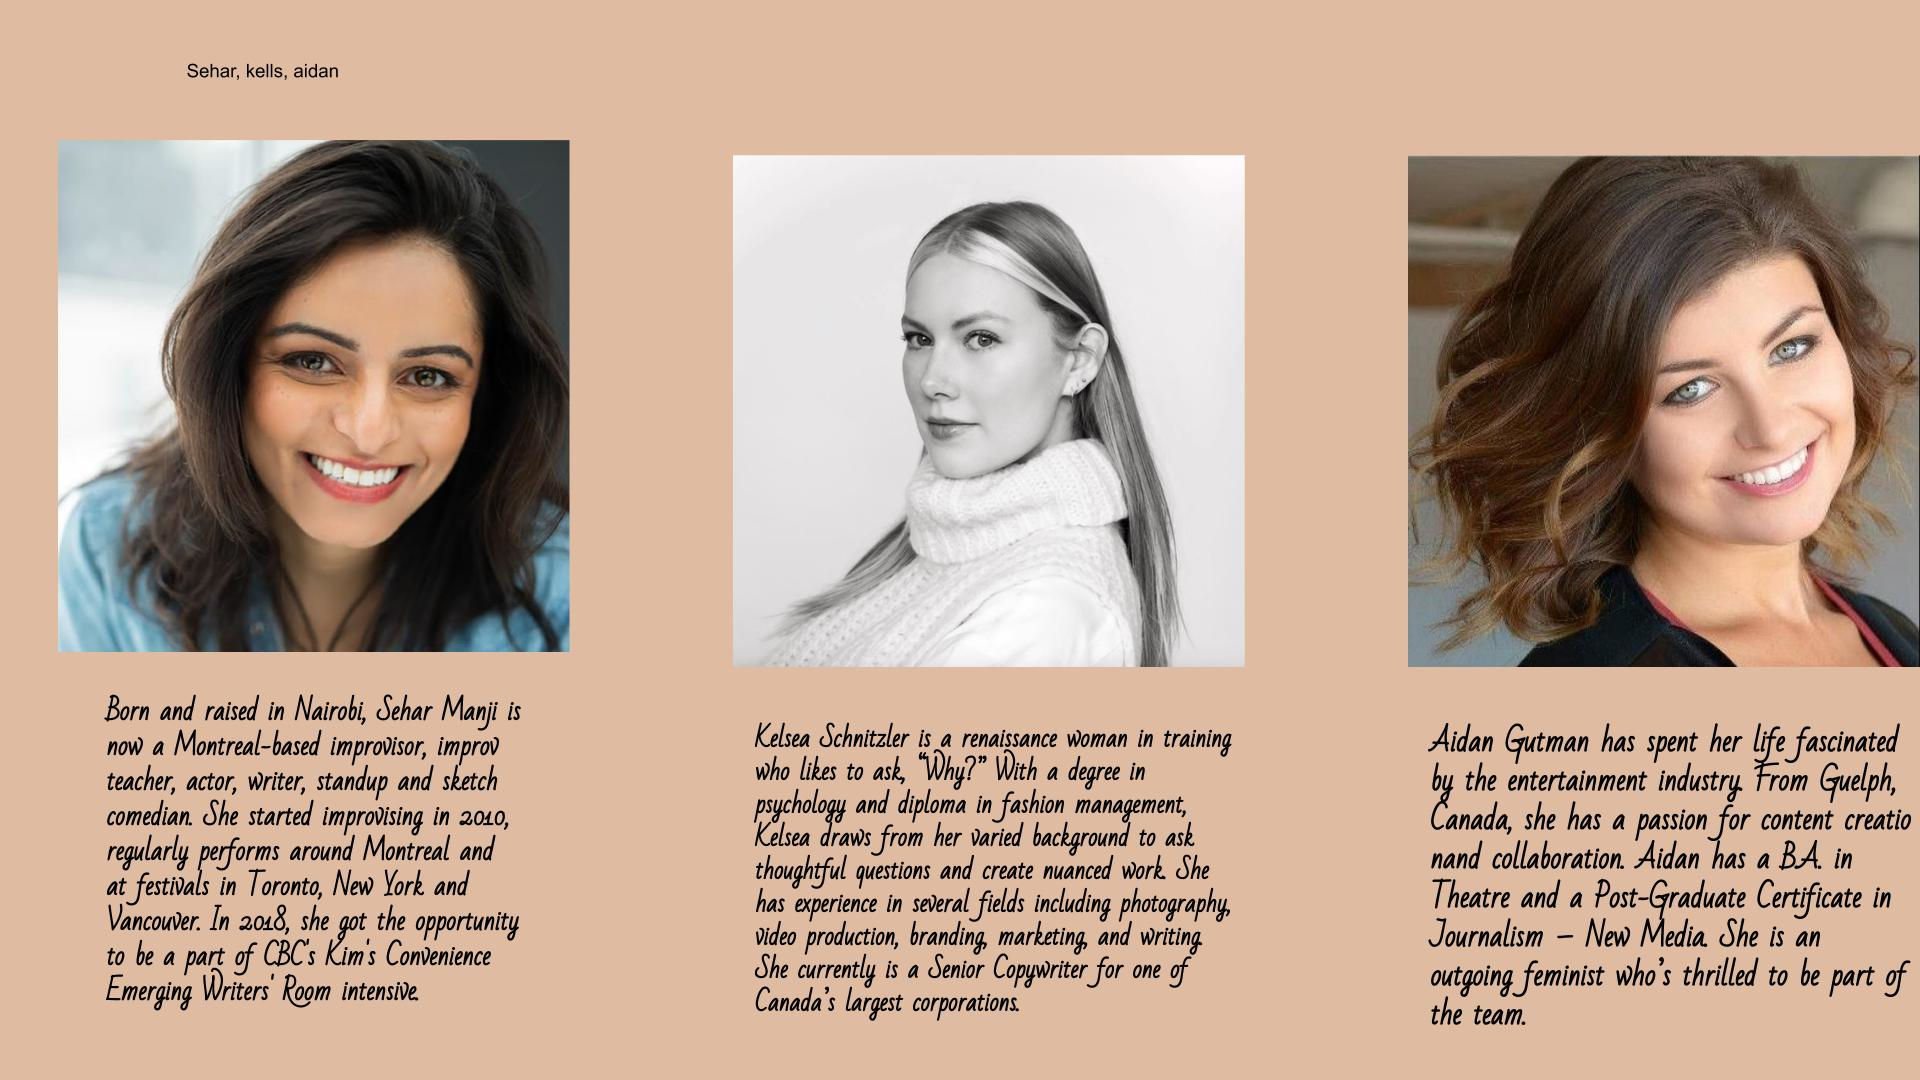 Sehar, kells, aidan
Born and raised in Nairobi, Sehar Manji is
now a Montreal-based improvisor, improv
teacher, actor, writer, standup and sketch
comedian. She started improvising in 2010,
regularly performs around Montreal and
at festivals in Toronto, New York and
Vancouver. In 2018, she got the opportunity
to be a part of CBC's Kim's Convenience
Emerging Writers' Room intensive.
Kelsea Schnitzler is a renaissance woman in training
who likes to ask, “Why?” With a degree in
psychology and diploma in fashion management,
Kelsea draws from her varied background to ask
thoughtful questions and create nuanced work. She
has experience in several fields including photography,
video production, branding, marketing, and writing.
She currently is a Senior Copywriter for one of
Canada’s largest corporations.
Aidan Gutman has spent her life fascinated
by the entertainment industry. From Guelph,
Canada, she has a passion for content creatio
nand collaboration. Aidan has a B.A. in
Theatre and a Post-Graduate Certificate in
Journalism – New Media. She is an
outgoing feminist who’s thrilled to be part of
the team.